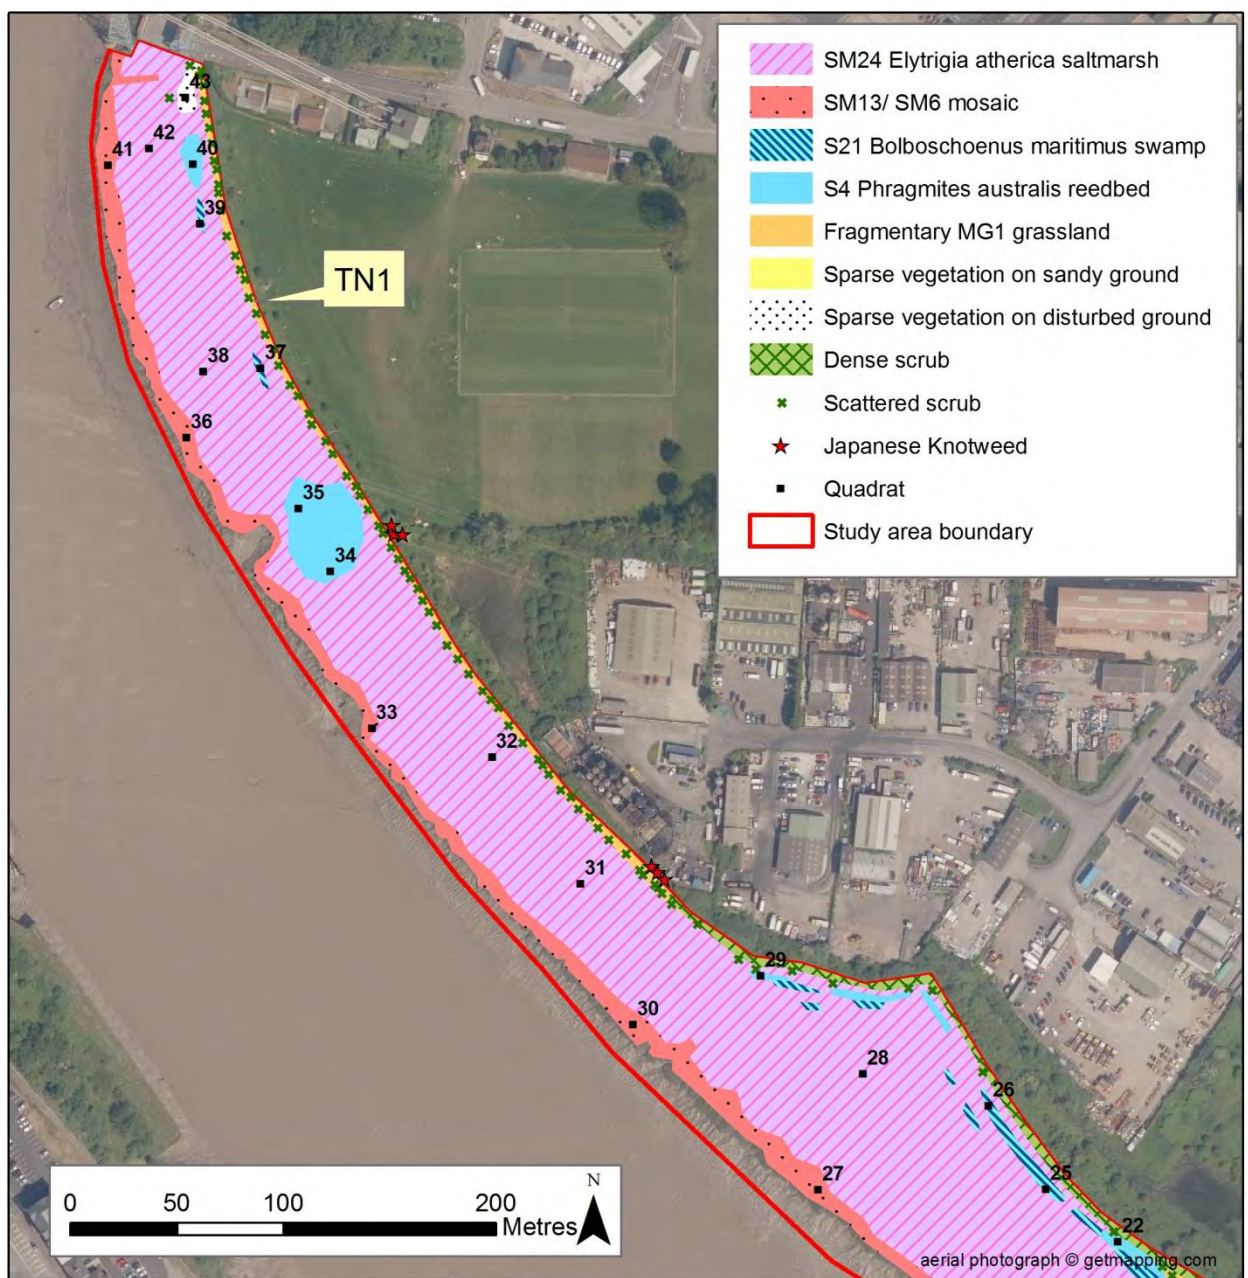 SM24 Elytrigia atherica saltmarsh
SM13/ SM6 mosaic
S21 Bolboschoenus maritimus swamp
S4 Phragmites australis reedbed
Fragmentary MG1 grassland
Sparse vegetation on sandy ground
Sparse vegetation on disturbed ground
Dense scrub
Scattered scrub
Japanese Knotweed
Quadrat
Study area boundary
43
42
41
40
39
TN1
38
37
36
35
34
33
32
31
29
30
28
26
27
25
22
N
0 50 100 200
Metres
aerial photograph © getmapping.com